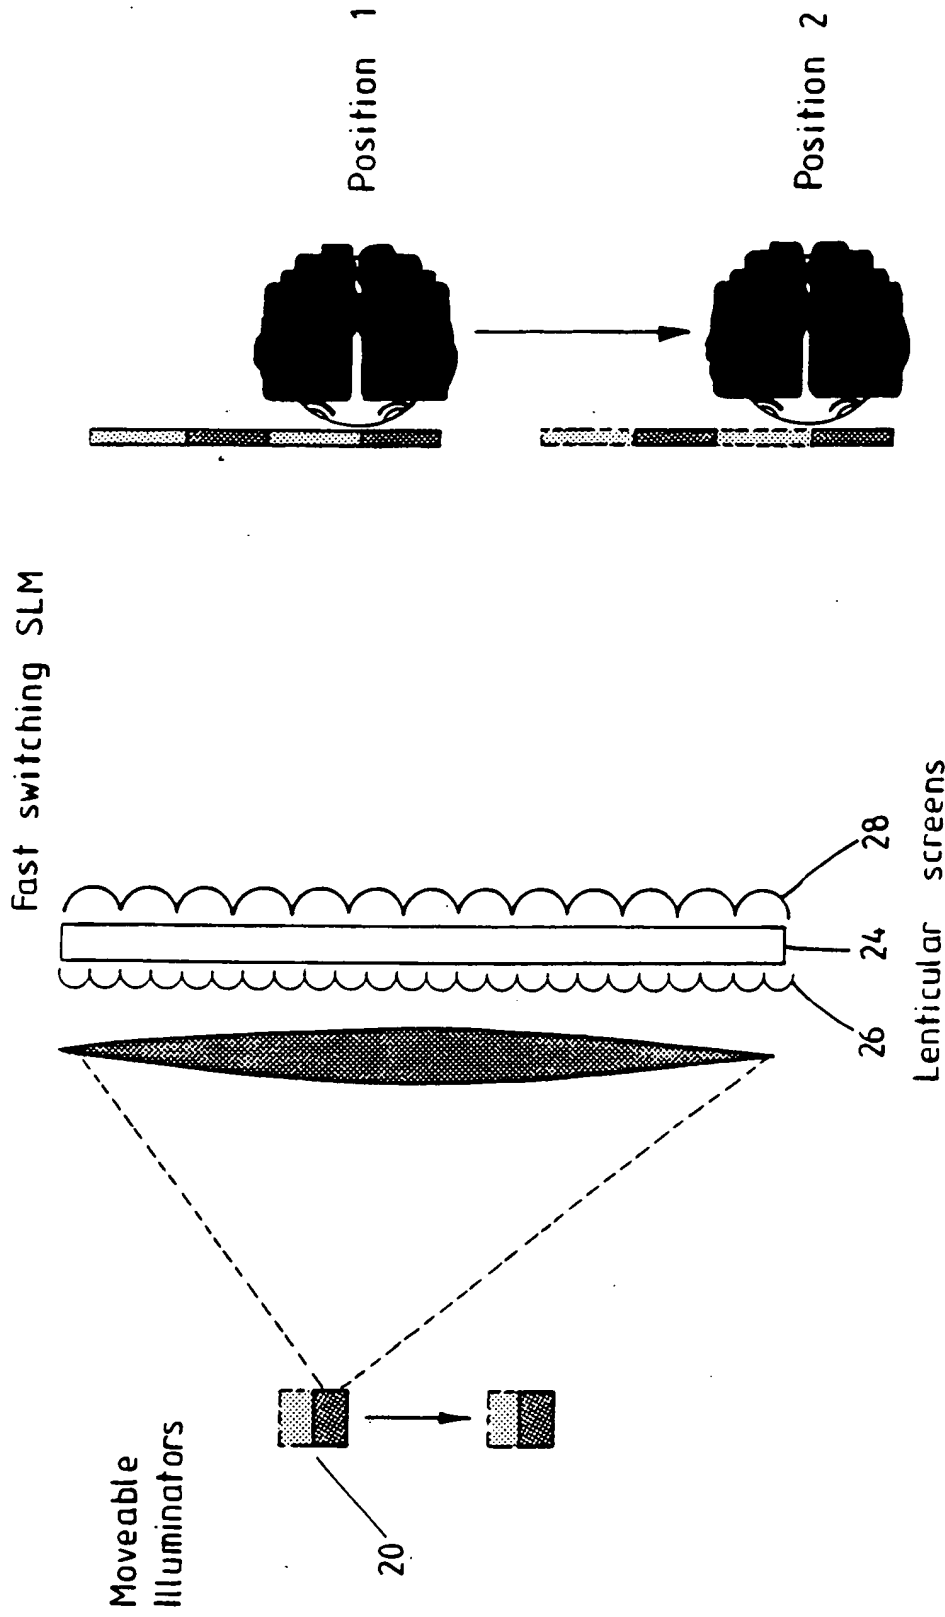 Fast switching SLM
Moveable
Illuminators
20
26
24
28
Lenticular screens
Position 1
Position 2